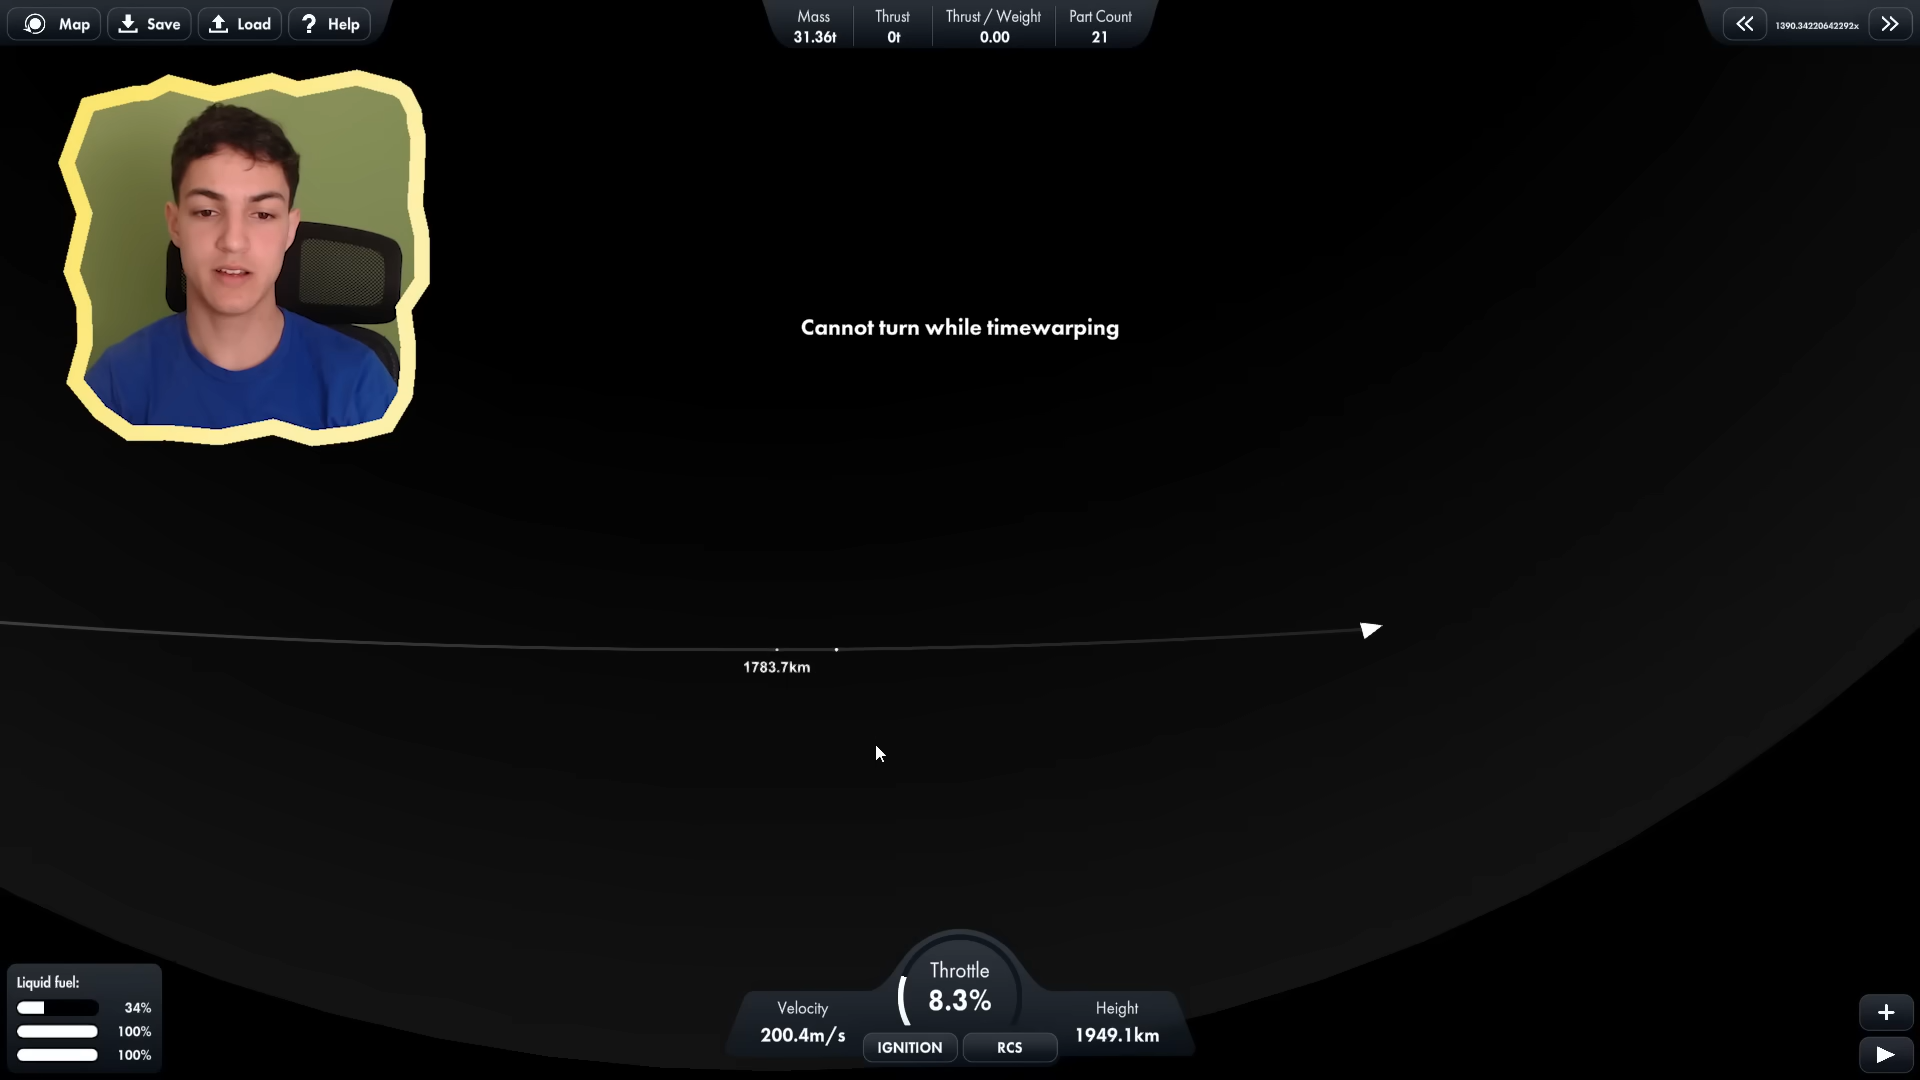 Map
Save
Load
? Help
Mass
31.36t
Thrust
0t
Thrust / Weight
0.00
Part Count
21
1390.34220642292x
Cannot turn while timewarping
1783.7km
Liquid fuel:
34%
100%
100%
Velocity
200.4m/s
Throttle
8.3%
Height
1949.1km
IGNITION
RCS